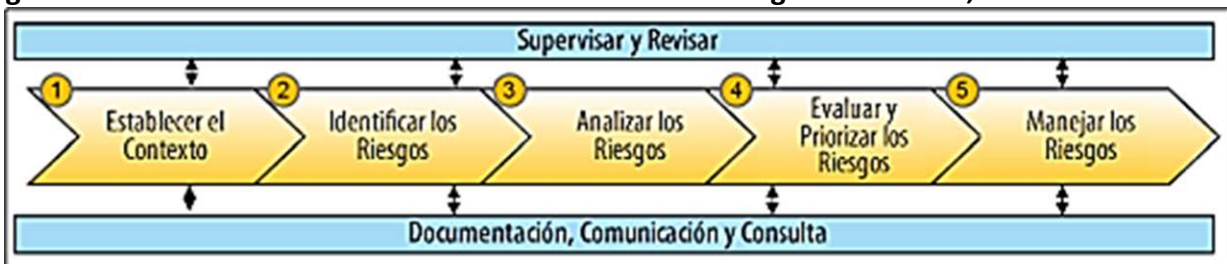 Supervisar y Revisar
1
Establecer el
Contexto
2
Identificar los
Riesgos
3
Analizar los
Riesgos
4
Evaluar y
Priorizar los
Riesgos
5
Manejar los
Riesgos
Documentación, Comunicación y Consulta